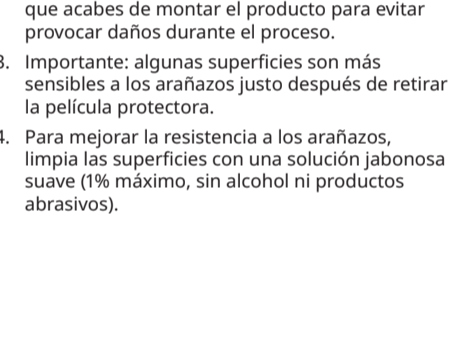 que acabes de montar el producto para evitar
provocar daños durante el proceso.
3. Importante: algunas superficies son más
sensibles a los arañazos justo después de retirar
la película protectora.
4. Para mejorar la resistencia a los arañazos,
limpia las superficies con una solución jabonosa
suave (1% máximo, sin alcohol ni productos
abrasivos).